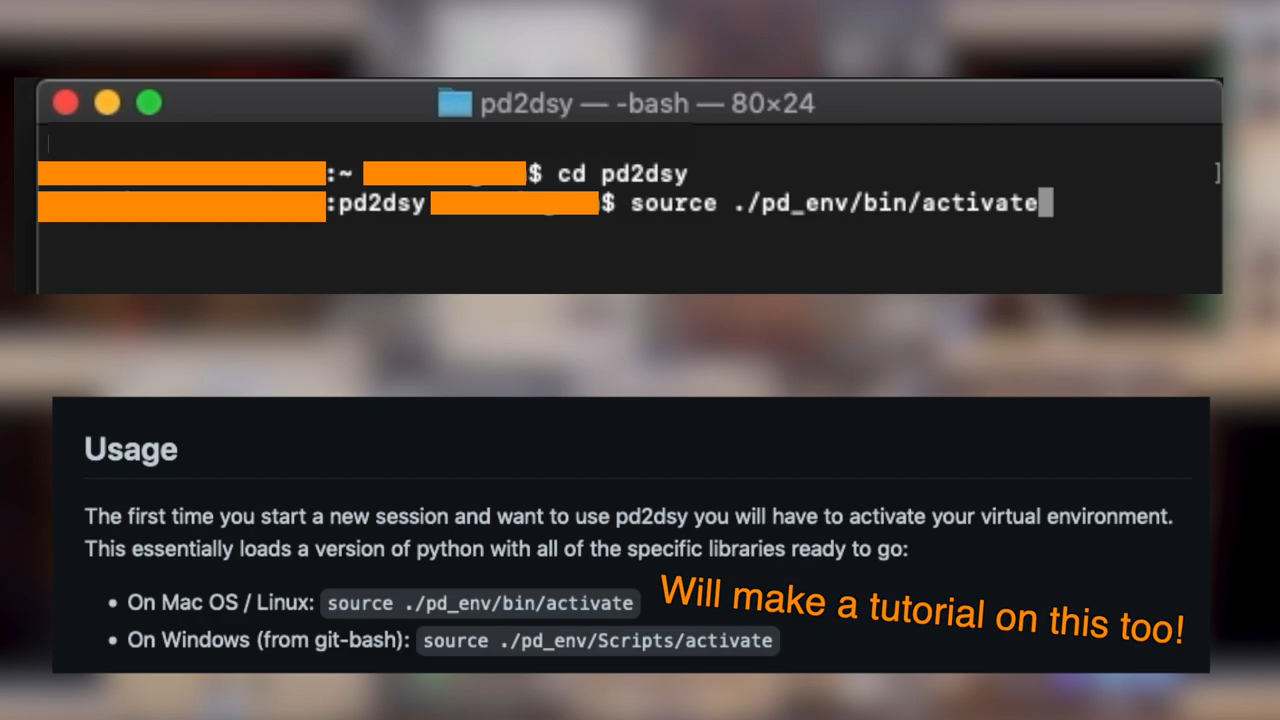 pd2dsy — -bash — 80×24
:~ $ cd pd2dsy ]
:pd2dsy $ source ./pd_env/bin/activate
Usage
The first time you start a new session and want to use pd2dsy you will have to activate your virtual environment.
This essentially loads a version of python with all of the specific libraries ready to go:
• On Mac OS / Linux: source ./pd_env/bin/activate
Will make a tutorial on this too!
• On Windows (from git-bash): source ./pd_env/Scripts/activate